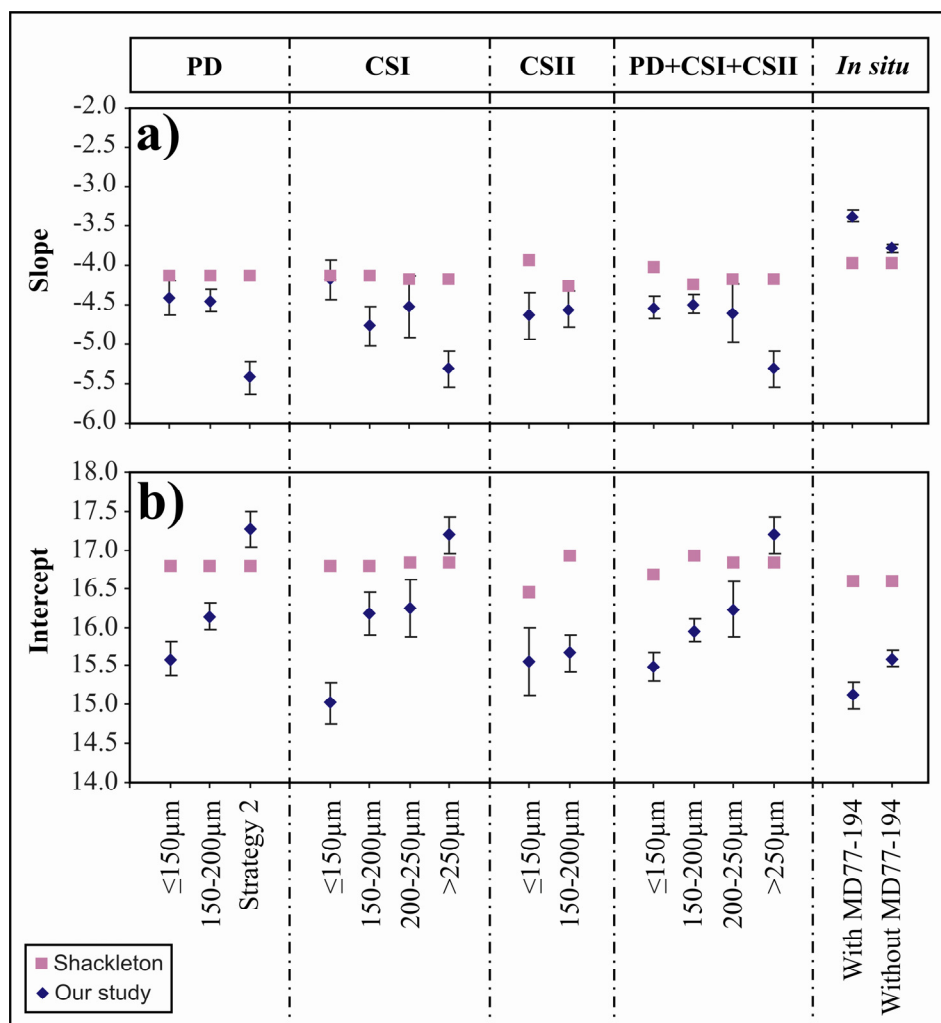 PD CSI CSII PD+CSI+CSII In situ
a)
Slope
-2.0
-2.5
-3.0
-3.5
-4.0
-4.5
-5.0
-5.5
-6.0
b)
Intercept
18.0
17.5
17.0
16.5
16.0
15.5
15.0
14.5
14.0
≤150µm
150-200µm
Strategy 2
≤150µm
150-200µm
200-250µm
>250µm
≤150µm
150-200µm
≤150µm
150-200µm
200-250µm
>250µm
With MD77-194
Without MD77-194
Shackleton
Our study